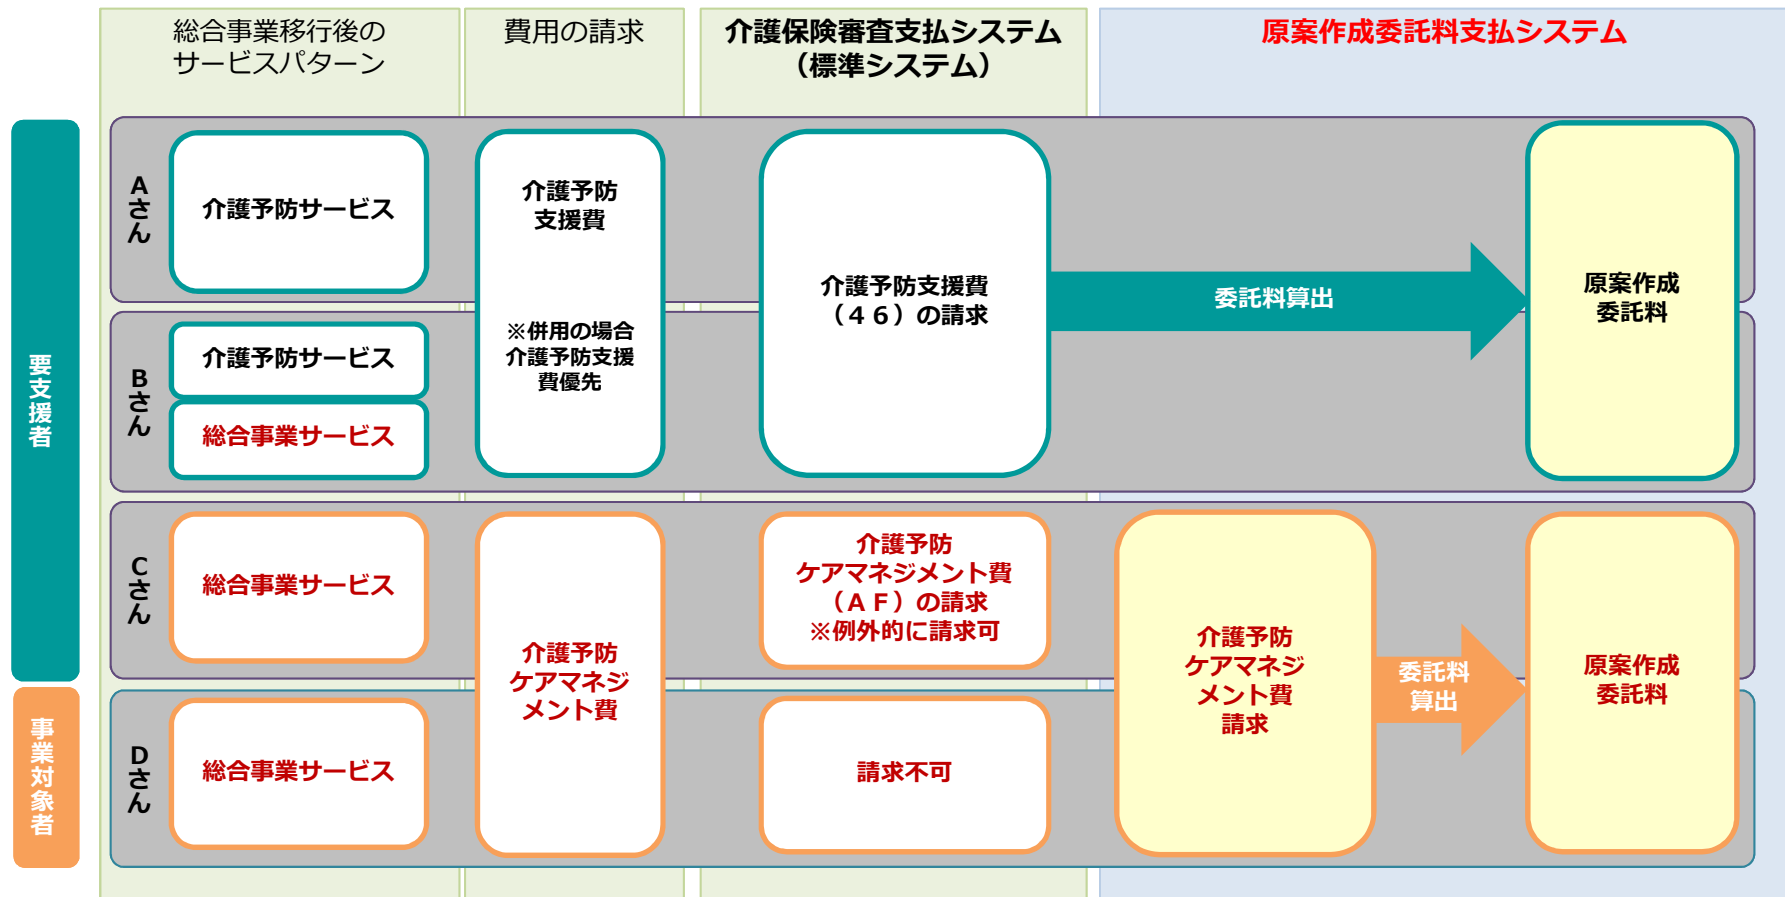 総合事業移行後の
サービスパターン
費用の請求
介護保険審査支払システム
（標準システム）
原案作成委託料支払システム
要支援者
Aさん
介護予防サービス
介護予防
支援費
※併用の場合
介護予防支援
費優先
介護予防支援費
（４６）の請求
委託料算出
原案作成
委託料
Bさん
介護予防サービス
総合事業サービス
Cさん
総合事業サービス
介護予防
ケアマネジ
メント費
介護予防
ケアマネジメント費
（ＡＦ）の請求
※例外的に請求可
介護予防
ケアマネジ
メント費
請求
委託料
算出
原案作成
委託料
事業対象者
Dさん
総合事業サービス
請求不可